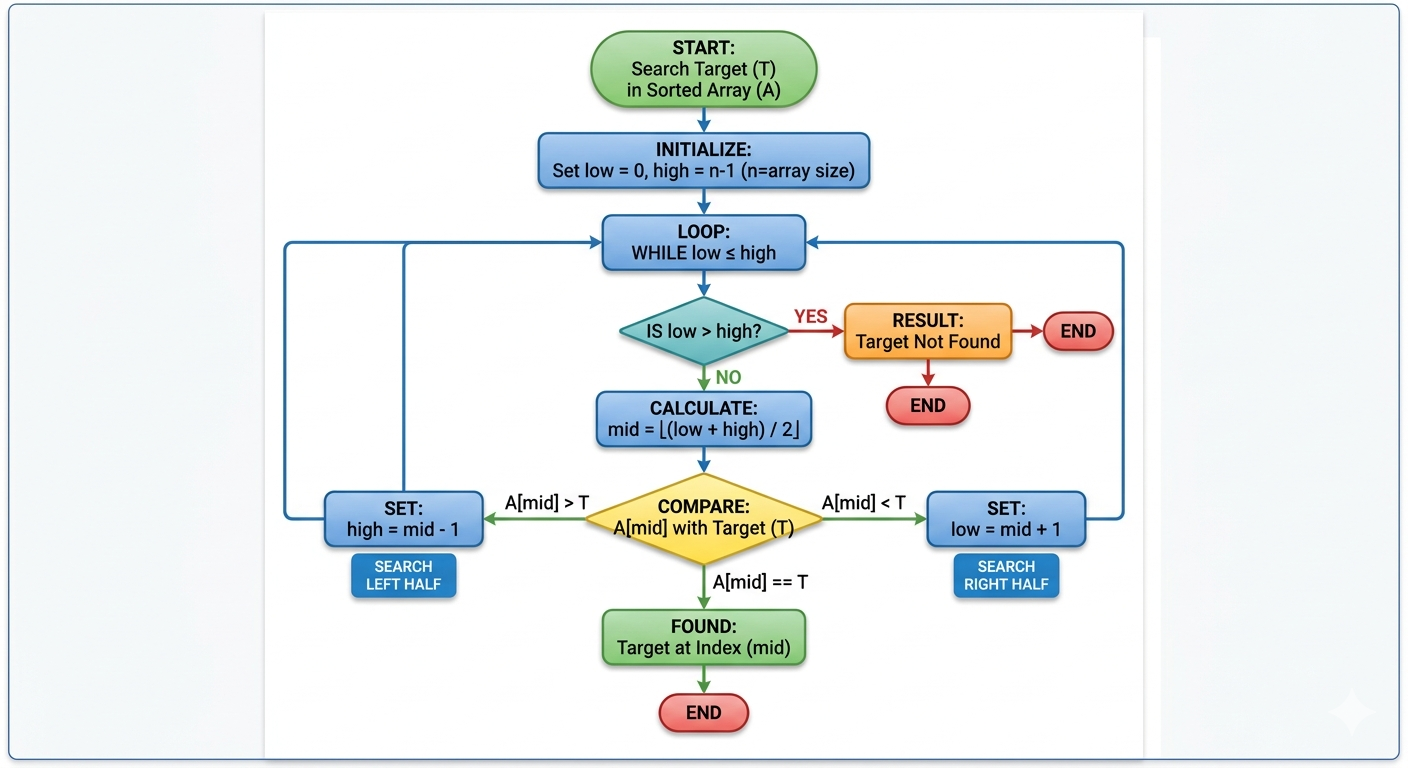 START:
Search Target (T)
in Sorted Array (A)
INITIALIZE:
Set low = 0, high = n-1 (n=array size)
LOOP:
WHILE low ≤ high
IS low > high?
YES
RESULT:
Target Not Found
END
NO
END
CALCULATE:
mid = ⌊(low + high) / 2⌋
SET:
high = mid - 1
A[mid] > T
COMPARE:
A[mid] with Target (T)
A[mid] < T
SET:
low = mid + 1
SEARCH
LEFT HALF
SEARCH
RIGHT HALF
A[mid] == T
FOUND:
Target at Index (mid)
END